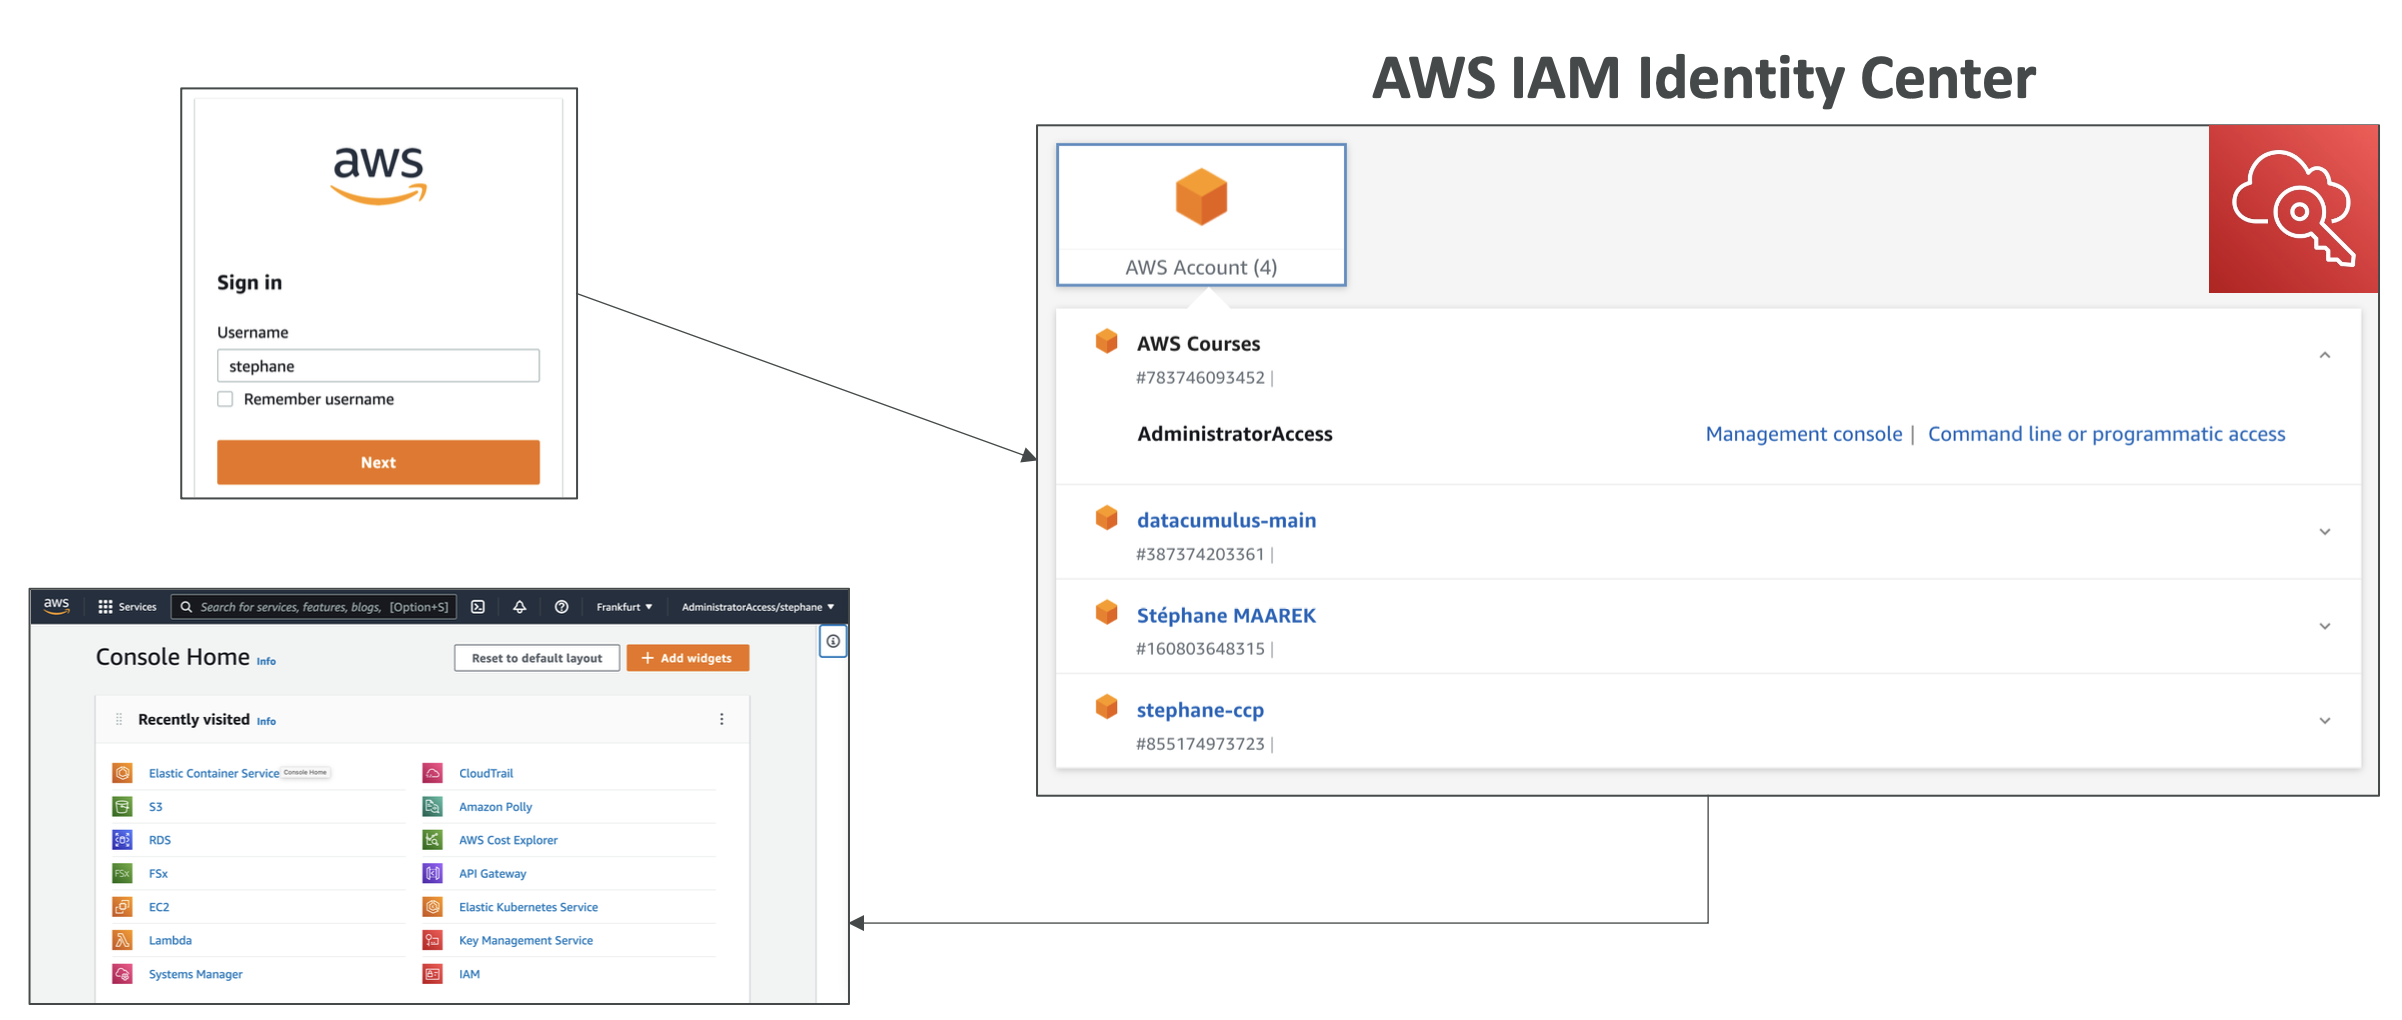 AWS IAM Identity Center
aws
Sign in
Username
stephane
Remember username
Next
AWS Account (4)
AWS Courses
#783746093452 |
AdministratorAccess
Management console | Command line or programmatic access
datacumulus-main
#387374203361 |
Stéphane MAAREK
#160803648315 |
stephane-ccp
#855174973723 |
aws Services Search for services, features, blogs, [Option+S] Frankfurt ▼ AdministratorAccess/stephane ▼
Console Home Info
Reset to default layout
+ Add widgets
Recently visited Info
Elastic Container Service Console Home
CloudTrail
S3
Amazon Polly
RDS
AWS Cost Explorer
FSx FSx
API Gateway
EC2
Elastic Kubernetes Service
Lambda
Key Management Service
Systems Manager
IAM